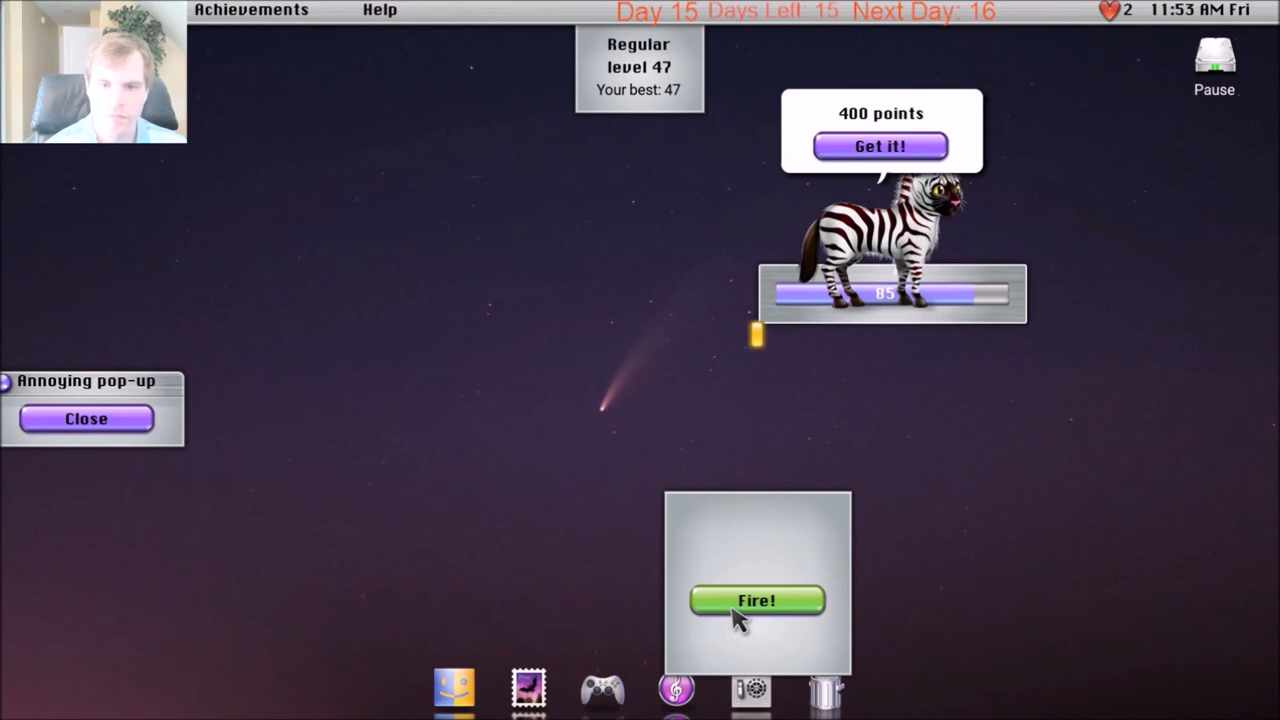 Achievements Help Day 15 Days Left: 15 Next Day: 16 2 11:53 AM Fri
Regular
level 47
Your best: 47
Pause
400 points
Get it!
85
Annoying pop-up
Close
Fire!